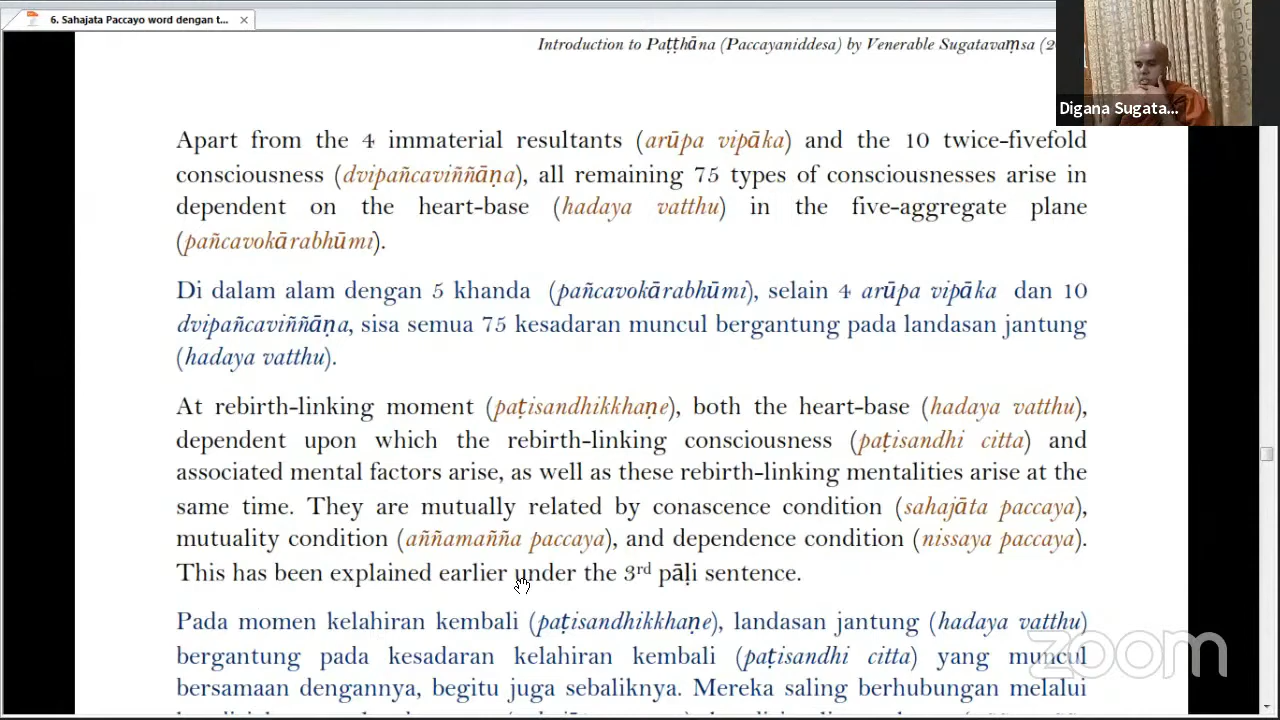 6. Sahajata Paccayo word dengan t...
Introduction to Paṭṭhāna (Paccayaniddesa) by Venerable Sugatavaṃsa (2
Digana Sugata...
Apart from the 4 immaterial resultants (arūpa vipāka) and the 10 twice-fivefold
consciousness (dvipañcaviññāṇa), all remaining 75 types of consciousnesses arise in
dependent on the heart-base (hadaya vatthu) in the five-aggregate plane
(pañcavokārabhūmi).
Di dalam alam dengan 5 khanda (pañcavokārabhūmi), selain 4 arūpa vipāka dan 10
dvipañcaviññāṇa, sisa semua 75 kesadaran muncul bergantung pada landasan jantung
(hadaya vatthu).
At rebirth-linking moment (paṭisandhikkhaṇe), both the heart-base (hadaya vatthu),
dependent upon which the rebirth-linking consciousness (paṭisandhi citta) and
associated mental factors arise, as well as these rebirth-linking mentalities arise at the
same time. They are mutually related by conascence condition (sahajāta paccaya),
mutuality condition (aññamañña paccaya), and dependence condition (nissaya paccaya).
This has been explained earlier under the 3rd pāḷi sentence.
Pada momen kelahiran kembali (paṭisandhikkhaṇe), landasan jantung (hadaya vatthu)
bergantung pada kesadaran kelahiran kembali (paṭisandhi citta) yang muncul
bersamaan dengannya, begitu juga sebaliknya. Mereka saling berhubungan melalui
zoom